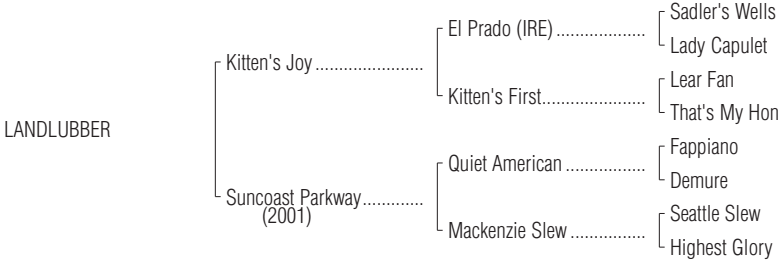 Sadler's Wells
El Prado (IRE)...................
Lady Capulet
Kitten's Joy.......................
Lear Fan
Kitten's First......................
That's My Hon
LANDLUBBER
Fappiano
Quiet American.................
Demure
Suncoast Parkway.............
(2001)
Seattle Slew
Mackenzie Slew................
Highest Glory